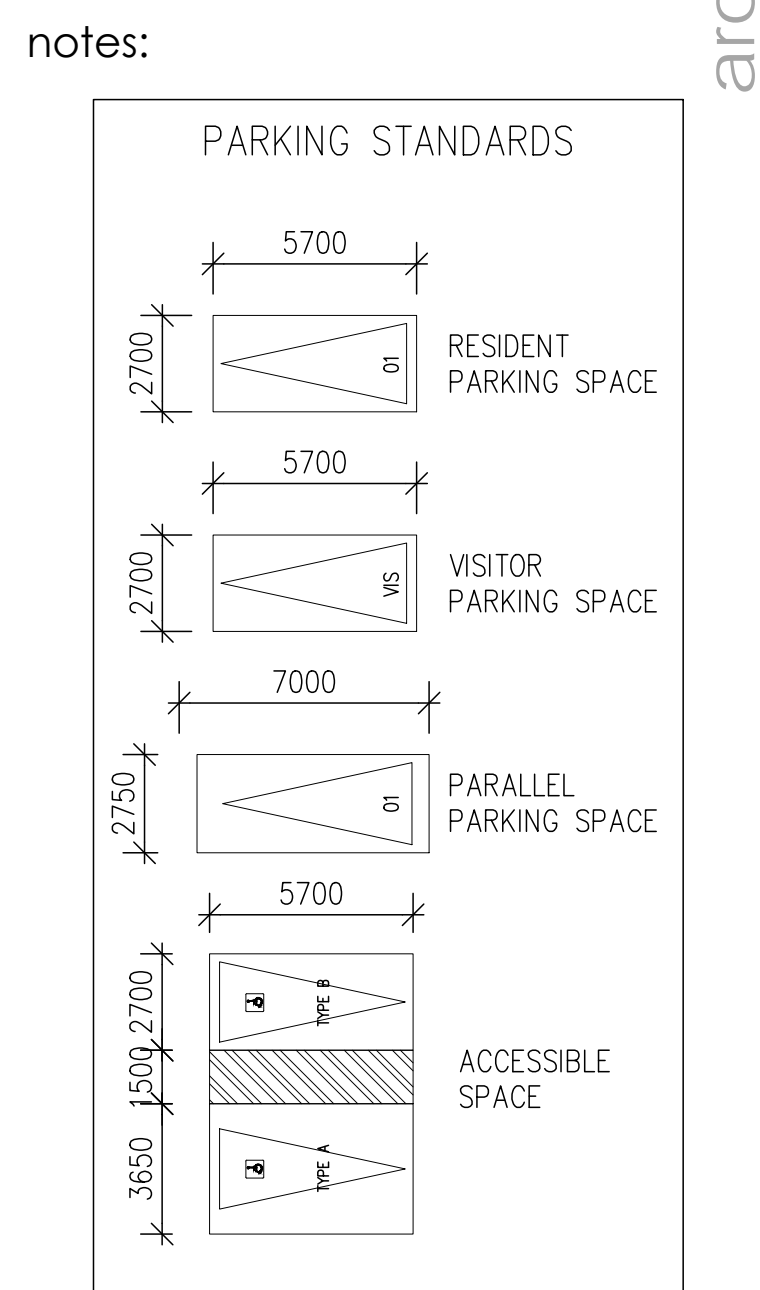 notes:
arc
PARKING STANDARDS
5700
2700
01
RESIDENT
PARKING SPACE
5700
2700
VIS
VISITOR
PARKING SPACE
7000
2750
01
PARALLEL
PARKING SPACE
5700
2700
TYPE B
1500
ACCESSIBLE
SPACE
3650
TYPE A